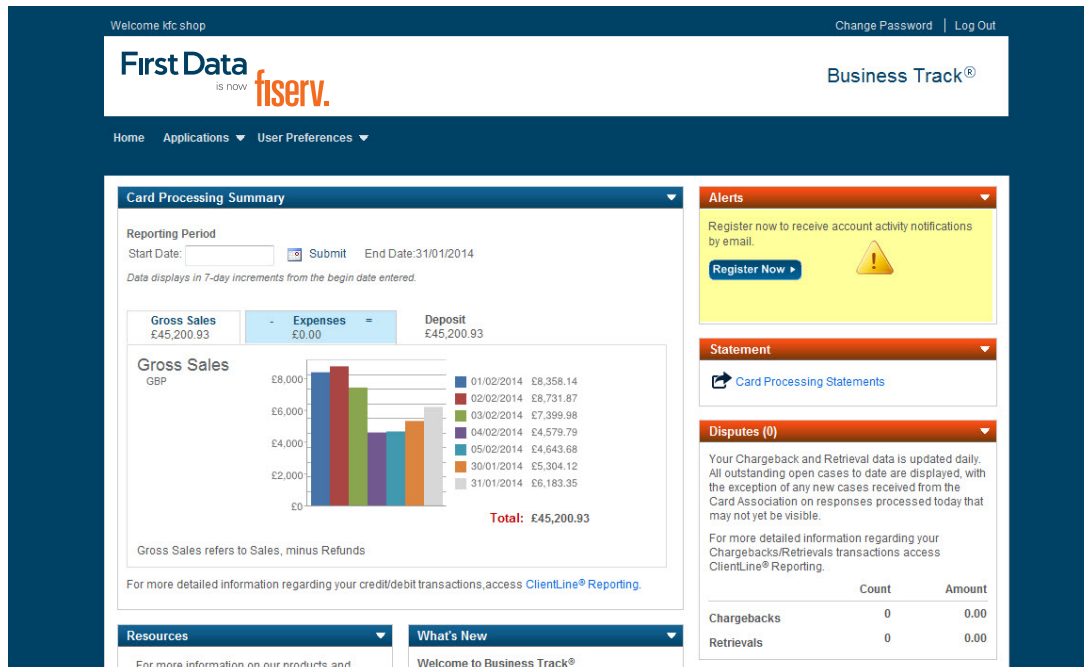 Welcome kfc shop
Change Password | Log Out
First Data
is now fiserv.
Business Track®
Home Applications User Preferences
Card Processing Summary
Reporting Period
Start Date: Submit End Date:31/01/2014
Data displays in 7-day increments from the begin date entered.
Gross Sales - Expenses = Deposit
£45,200.93 £0.00 £45,200.93
Gross Sales
GBP
£8,000
£6,000
£4,000
£2,000
£0
01/02/2014 £8,358.14
02/02/2014 £8,731.87
03/02/2014 £7,399.98
04/02/2014 £4,579.79
05/02/2014 £4,643.68
30/01/2014 £5,304.12
31/01/2014 £6,183.35
Total: £45,200.93
Gross Sales refers to Sales, minus Refunds
For more detailed information regarding your credit/debit transactions,access ClientLine® Reporting.
Alerts
Register now to receive account activity notifications
by email.
Register Now
Statement
Card Processing Statements
Disputes (0)
Your Chargeback and Retrieval data is updated daily.
All outstanding open cases to date are displayed, with
the exception of any new cases received from the
Card Association on responses processed today that
may not yet be visible.
For more detailed information regarding your
Chargebacks/Retrievals transactions access
ClientLine® Reporting.
Count Amount
Chargebacks 0 0.00
Retrievals 0 0.00
Resources
For more information on our products and
What's New
Welcome to Business Track®